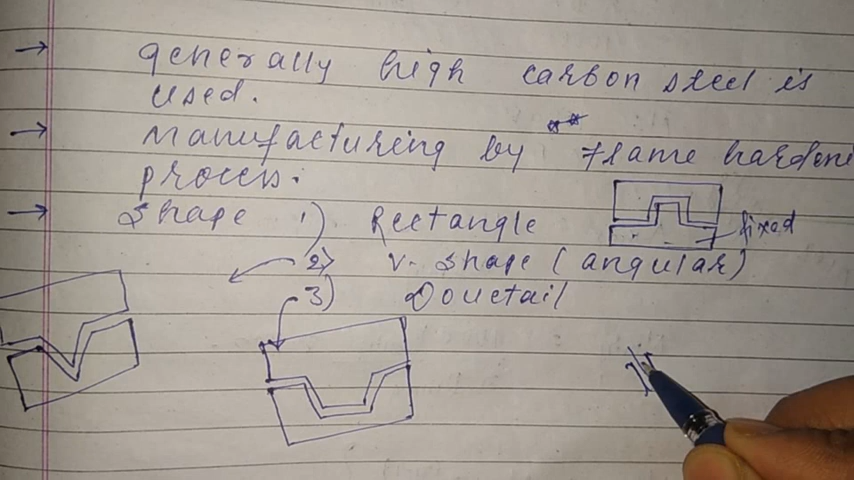 → generally high carbon steel is
used.
→ Manufacturing by ** Flame harden
process.
→ Shape 1) Rectangle
fixed
2) V. Shape (angular)
3) Dovetail